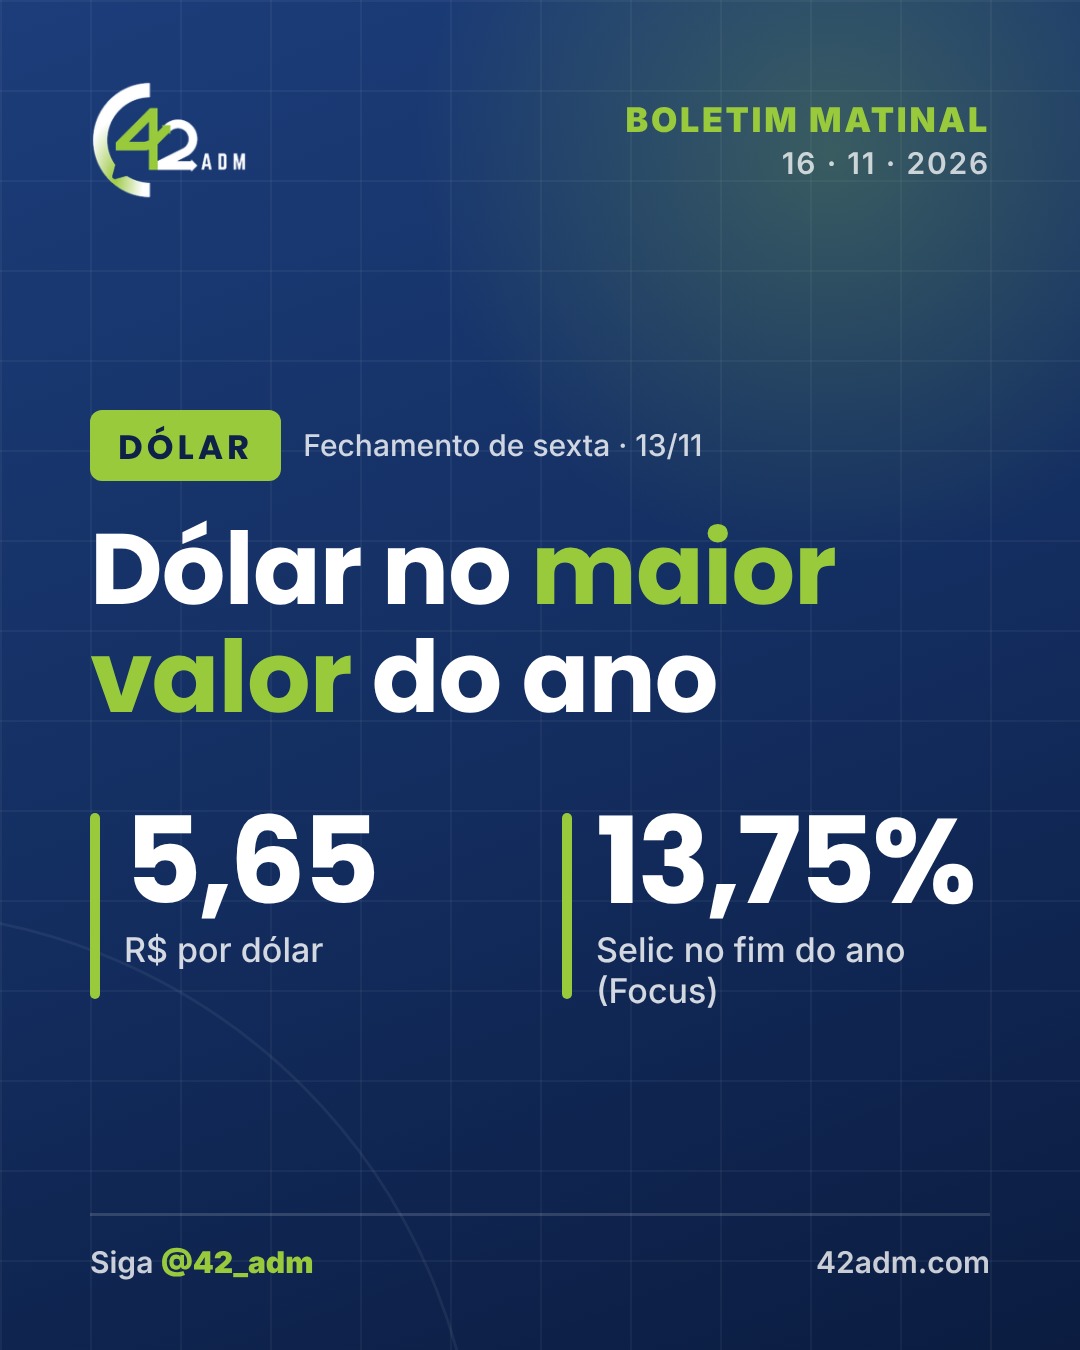 42 ADM
BOLETIM MATINAL
16 · 11 · 2026
DÓLAR
Fechamento de sexta · 13/11
Dólar no maior
valor do ano
5,65
R$ por dólar
13,75%
Selic no fim do ano
(Focus)
Siga @42_adm
42adm.com